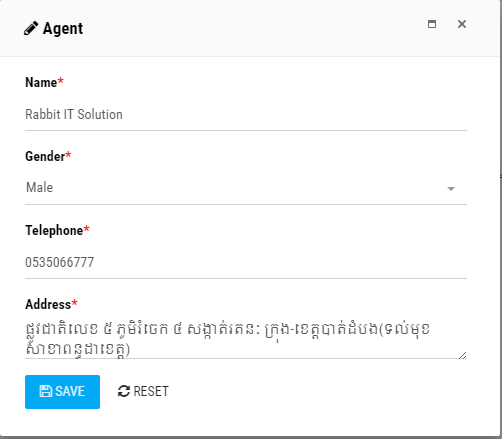 Agent
Name*
Rabbit IT Solution
Gender*
Male
Telephone*
0535066777
Address*
ផ្លូវជាតិលេខ ៥ ភូមិរំចេក ៤ សង្កាត់រតនៈ ក្រុង-ខេត្តបាត់ដំបង(ទល់មុខ
សាខាពន្ធដាខេត្ត)
SAVE
RESET